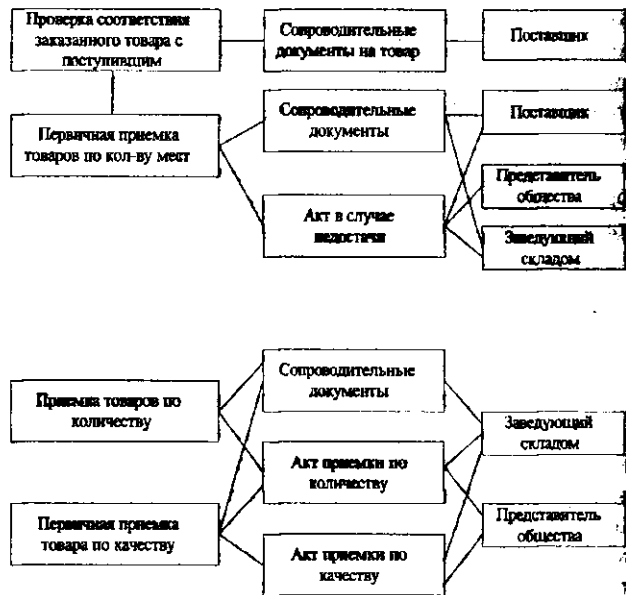 Проверка соответствия
заказанного товара с
поступившим
Сопроводительные
документы на товар
Поставщик
Первичная приемка
товаров по кол-ву мест
Сопроводительные
документы
Поставщик
Представитель
общества
Акт в случае
недостачи
Заведующий
складом
Приемка товаров по
количеству
Сопроводительные
документы
Заведующий
складом
Акт приемки по
количеству
Первичная приемка
товара по качеству
Представитель
общества
Акт приемки по
качеству